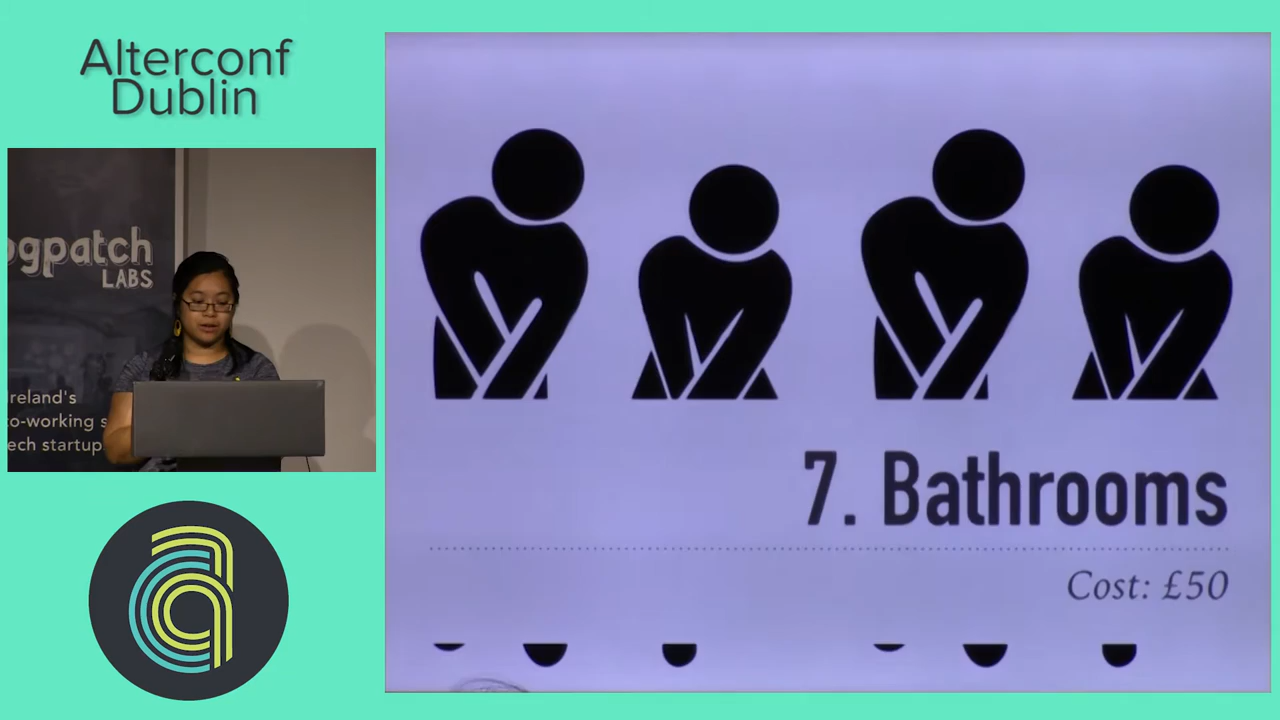 Alterconf
Dublin
ogpatch
LABS
reland's
o-working s
ech startup
7. Bathrooms
Cost: £50